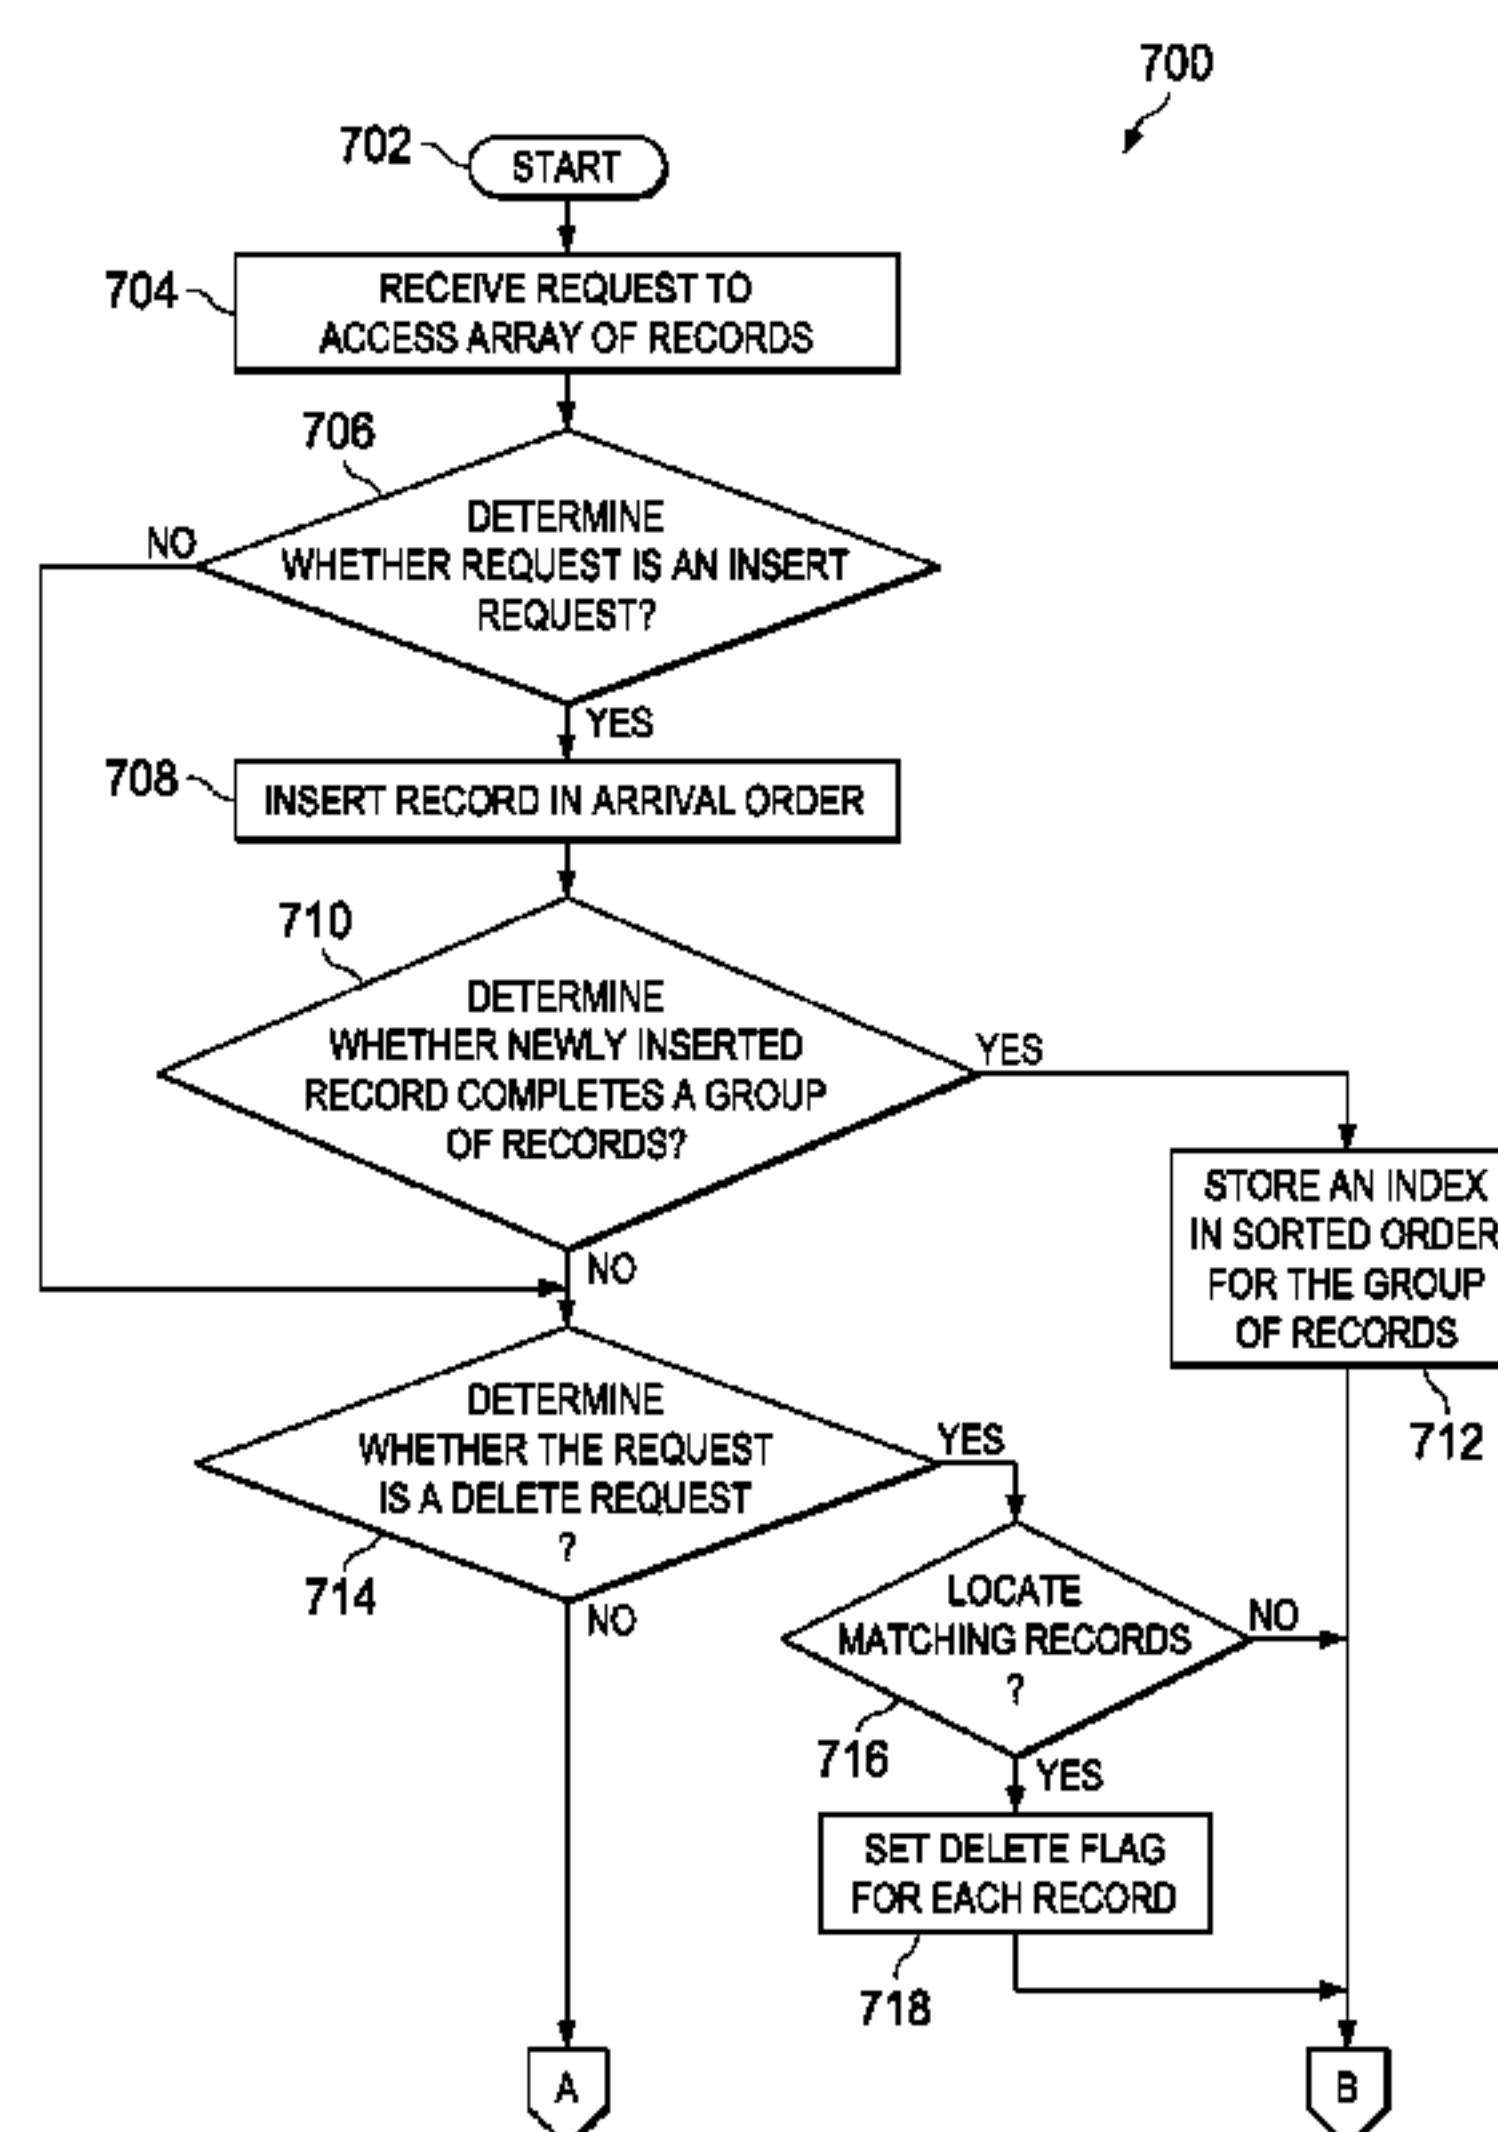 700
702
START
704
RECEIVE REQUEST TO
ACCESS ARRAY OF RECORDS
706
DETERMINE
WHETHER REQUEST IS AN INSERT
REQUEST?
NO
YES
708
INSERT RECORD IN ARRIVAL ORDER
710
DETERMINE
WHETHER NEWLY INSERTED
RECORD COMPLETES A GROUP
OF RECORDS?
YES
NO
STORE AN INDEX
IN SORTED ORDER
FOR THE GROUP
OF RECORDS
712
DETERMINE
WHETHER THE REQUEST
IS A DELETE REQUEST
?
714
YES
NO
LOCATE
MATCHING RECORDS
?
716
NO
YES
SET DELETE FLAG
FOR EACH RECORD
718
A
B